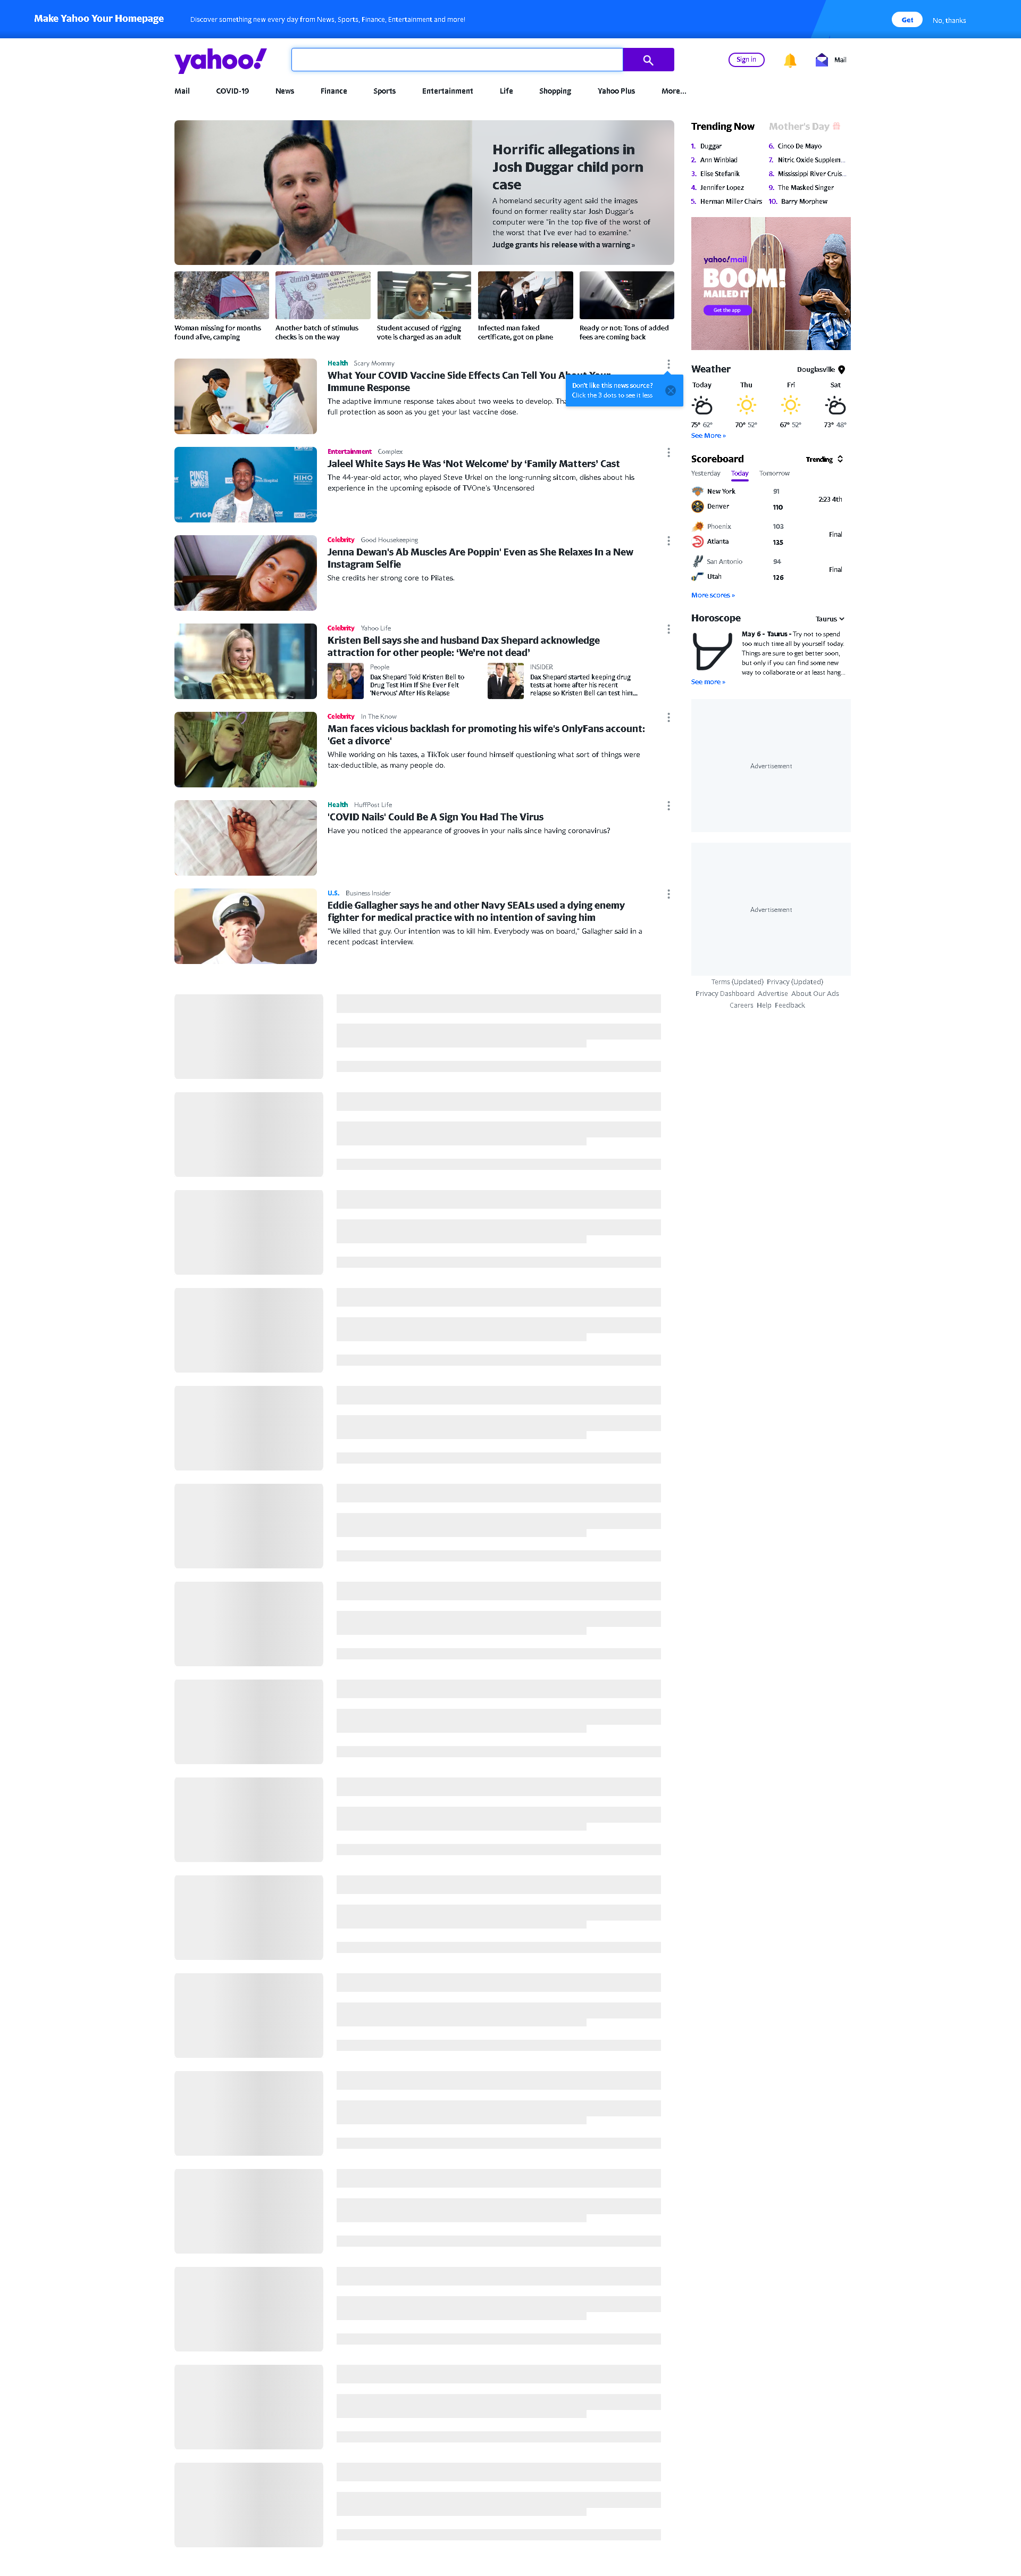 Make Yahoo Your Homepage
Discover something new every day from News, Sports, Finance, Entertainment and more!
Get
No, thanks
yahoo!
Sign in
Mail
Mail
COVID-19
News
Finance
Sports
Entertainment
Life
Shopping
Yahoo Plus
More...
Horrific allegations in
Josh Duggar child porn
case
A homeland security agent said the images
found on former reality star Josh Duggar's
computer were "in the top five of the worst of
the worst that I've ever had to examine."
Judge grants his release with a warning »
Woman missing for months
found alive, camping
United States
Another batch of stimulus
checks is on the way
Student accused of rigging
vote is charged as an adult
Infected man faked
certificate, got on plane
Ready or not: Tons of added
fees are coming back
Health Scary Mommy
What Your COVID Vaccine Side Effects Can Tell You About Your
Immune Response
The adaptive immune response takes about two weeks to develop.
full protection as soon as you get your last vaccine dose.
Don't like this news source?
Click the 3 dots to see it less
Entertainment Complex
Jaleel White Says He Was ‘Not Welcome’ by ‘Family Matters’ Cast
The 44-year-old actor, who played Steve Urkel on the long-running sitcom, dishes about his
experience in the upcoming episode of TVOne's 'Uncensored
Celebrity Good Housekeeping
Jenna Dewan's Ab Muscles Are Poppin' Even as She Relaxes In a New
Instagram Selfie
She credits her strong core to Pilates.
Celebrity Yahoo Life
Kristen Bell says she and husband Dax Shepard acknowledge
attraction for other people: ‘We're not dead’
People
Dax Shepard Told Kristen Bell to
Drug Test Him If She Ever Felt
'Nervous' After His Relapse
INSIDER
Dax Shepard started keeping drug
tests at home after his recent
relapse so Kristen Bell can test him...
Celebrity In The Know
Man faces vicious backlash for promoting his wife's OnlyFans account:
'Get a divorce'
While working on his taxes, a TikTok user found himself questioning what sort of things were
tax-deductible, as many people do.
Health HuffPost Life
'COVID Nails' Could Be A Sign You Had The Virus
Have you noticed the appearance of grooves in your nails since having coronavirus?
U.S. Business Insider
Eddie Gallagher says he and other Navy SEALs used a dying enemy
fighter for medical practice with no intention of saving him
"We killed that guy. Our intention was to kill him. Everybody was on board," Gallagher said in a
recent podcast interview.
Trending Now
Mother's Day
1. Duggar
2. Ann Winblad
3. Elise Stefanik
4. Jennifer Lopez
5. Herman Miller Chairs
6. Cinco De Mayo
7. Nitric Oxide Supplem...
8. Mississippi River Cruis...
9. The Masked Singer
10. Barry Morphew
yahoo!mail
BOOM!
MAILED IT
Get the app
Weather
Douglasville
Today
Thu
Fri
Sat
75° 62°
70° 52°
67° 52°
73° 48°
See More »
Scoreboard
Trending
Yesterday
Today
Tomorrow
New York 91
Denver 110
2:23 4th
Phoenix 103
Atlanta 135
Final
San Antonio 94
Utah 126
Final
More scores »
Horoscope
Taurus
May 6 - Taurus - Try not to spend
too much time all by yourself today.
Things are sure to get better soon,
but only if you can find some new
way to collaborate or at least hang...
See more »
Advertisement
Advertisement
Terms (Updated) Privacy (Updated)
Privacy Dashboard Advertise About Our Ads
Careers Help Feedback